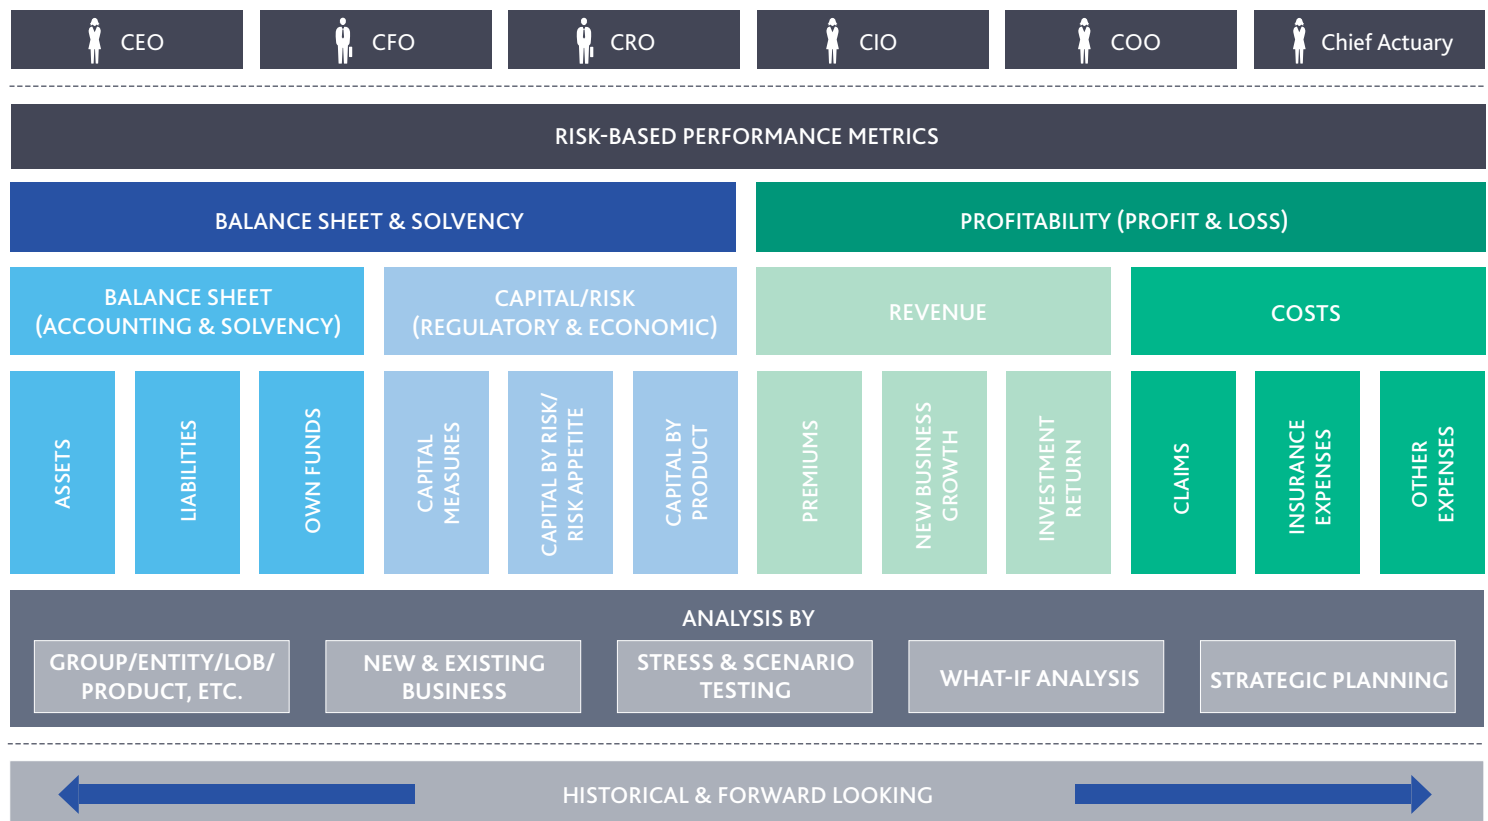 CEO
CFO
CRO
CIO
COO
Chief Actuary
RISK-BASED PERFORMANCE METRICS
BALANCE SHEET & SOLVENCY
PROFITABILITY (PROFIT & LOSS)
BALANCE SHEET
(ACCOUNTING & SOLVENCY)
CAPITAL/RISK
(REGULATORY & ECONOMIC)
REVENUE
COSTS
ASSETS
LIABILITIES
OWN FUNDS
CAPITAL
MEASURES
CAPITAL BY RISK/
RISK APPETITE
CAPITAL BY
PRODUCT
PREMIUMS
NEW BUSINESS
GROWTH
INVESTMENT
RETURN
CLAIMS
INSURANCE
EXPENSES
OTHER
EXPENSES
ANALYSIS BY
GROUP/ENTITY/LOB/
PRODUCT, ETC.
NEW & EXISTING
BUSINESS
STRESS & SCENARIO
TESTING
WHAT-IF ANALYSIS
STRATEGIC PLANNING
HISTORICAL & FORWARD LOOKING